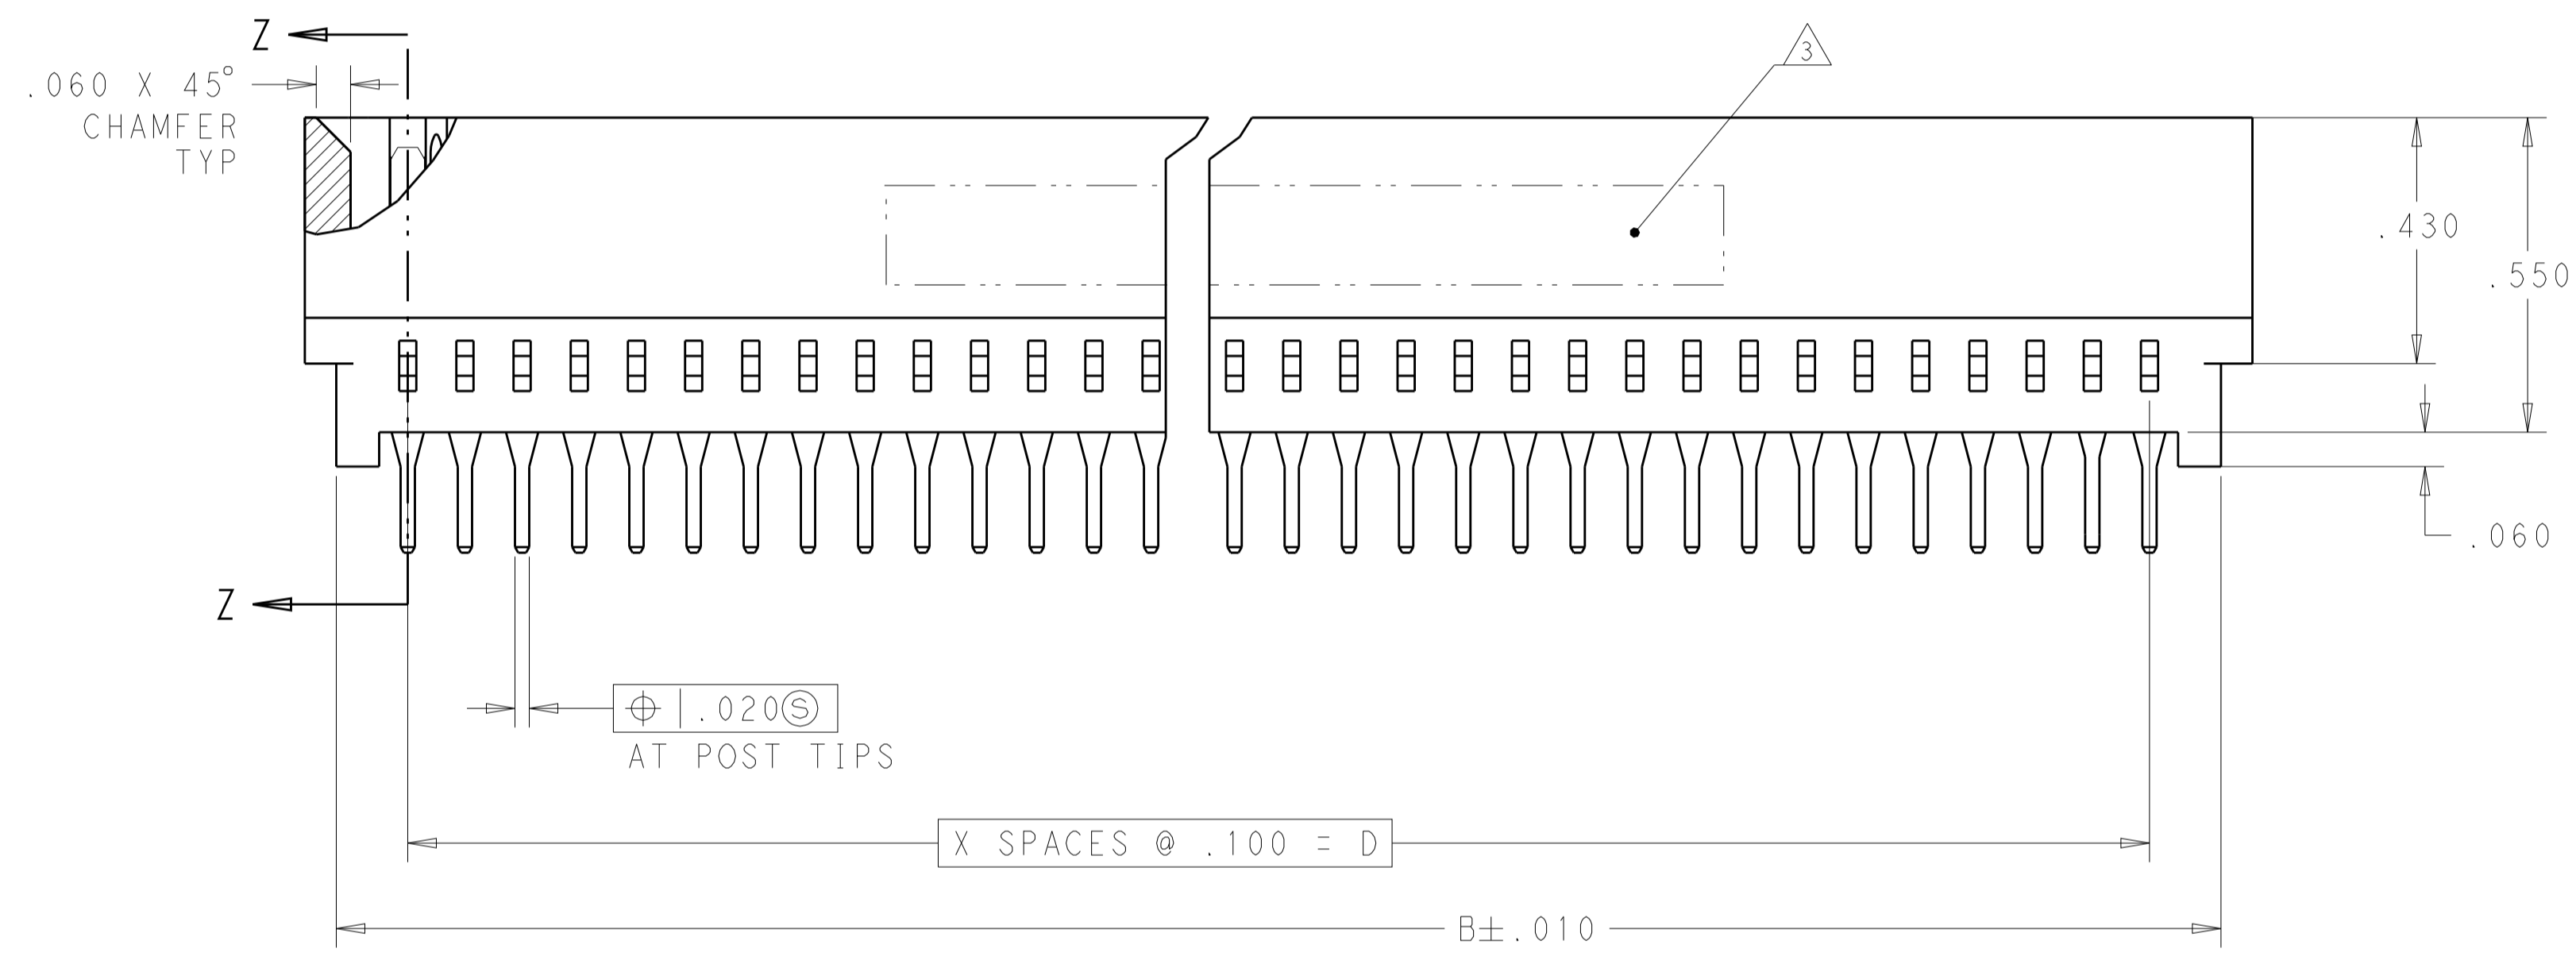 Z
3
.060 X 45°
CHAMFER
TYP
.430
.550
.060
Z
⌖ .020Ⓢ
AT POST TIPS
X SPACES @ .100 = D
B±.010